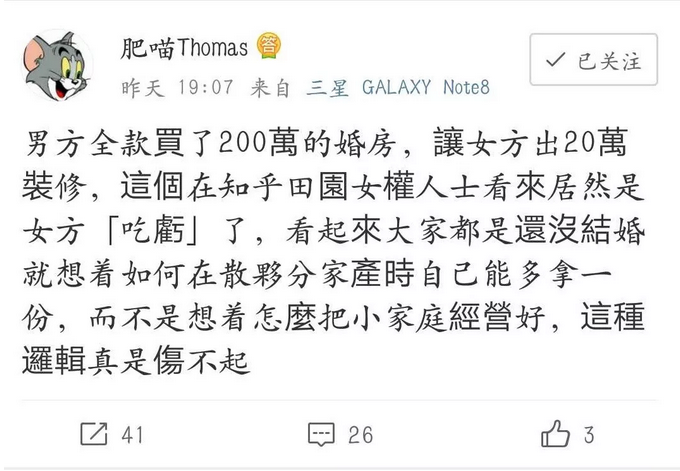 肥喵Thomas 答
昨天 19:07 来自 三星 GALAXY Note8
已关注
男方全款買了200萬的婚房，讓女方出20萬
裝修，這個在知乎田園女權人士看來居然是
女方「吃虧」了，看起來大家都是還沒結婚
就想着如何在散夥分家產時自己能多拿一
份，而不是想着怎麼把小家庭經營好，這種
邏輯真是傷不起
41
26
3